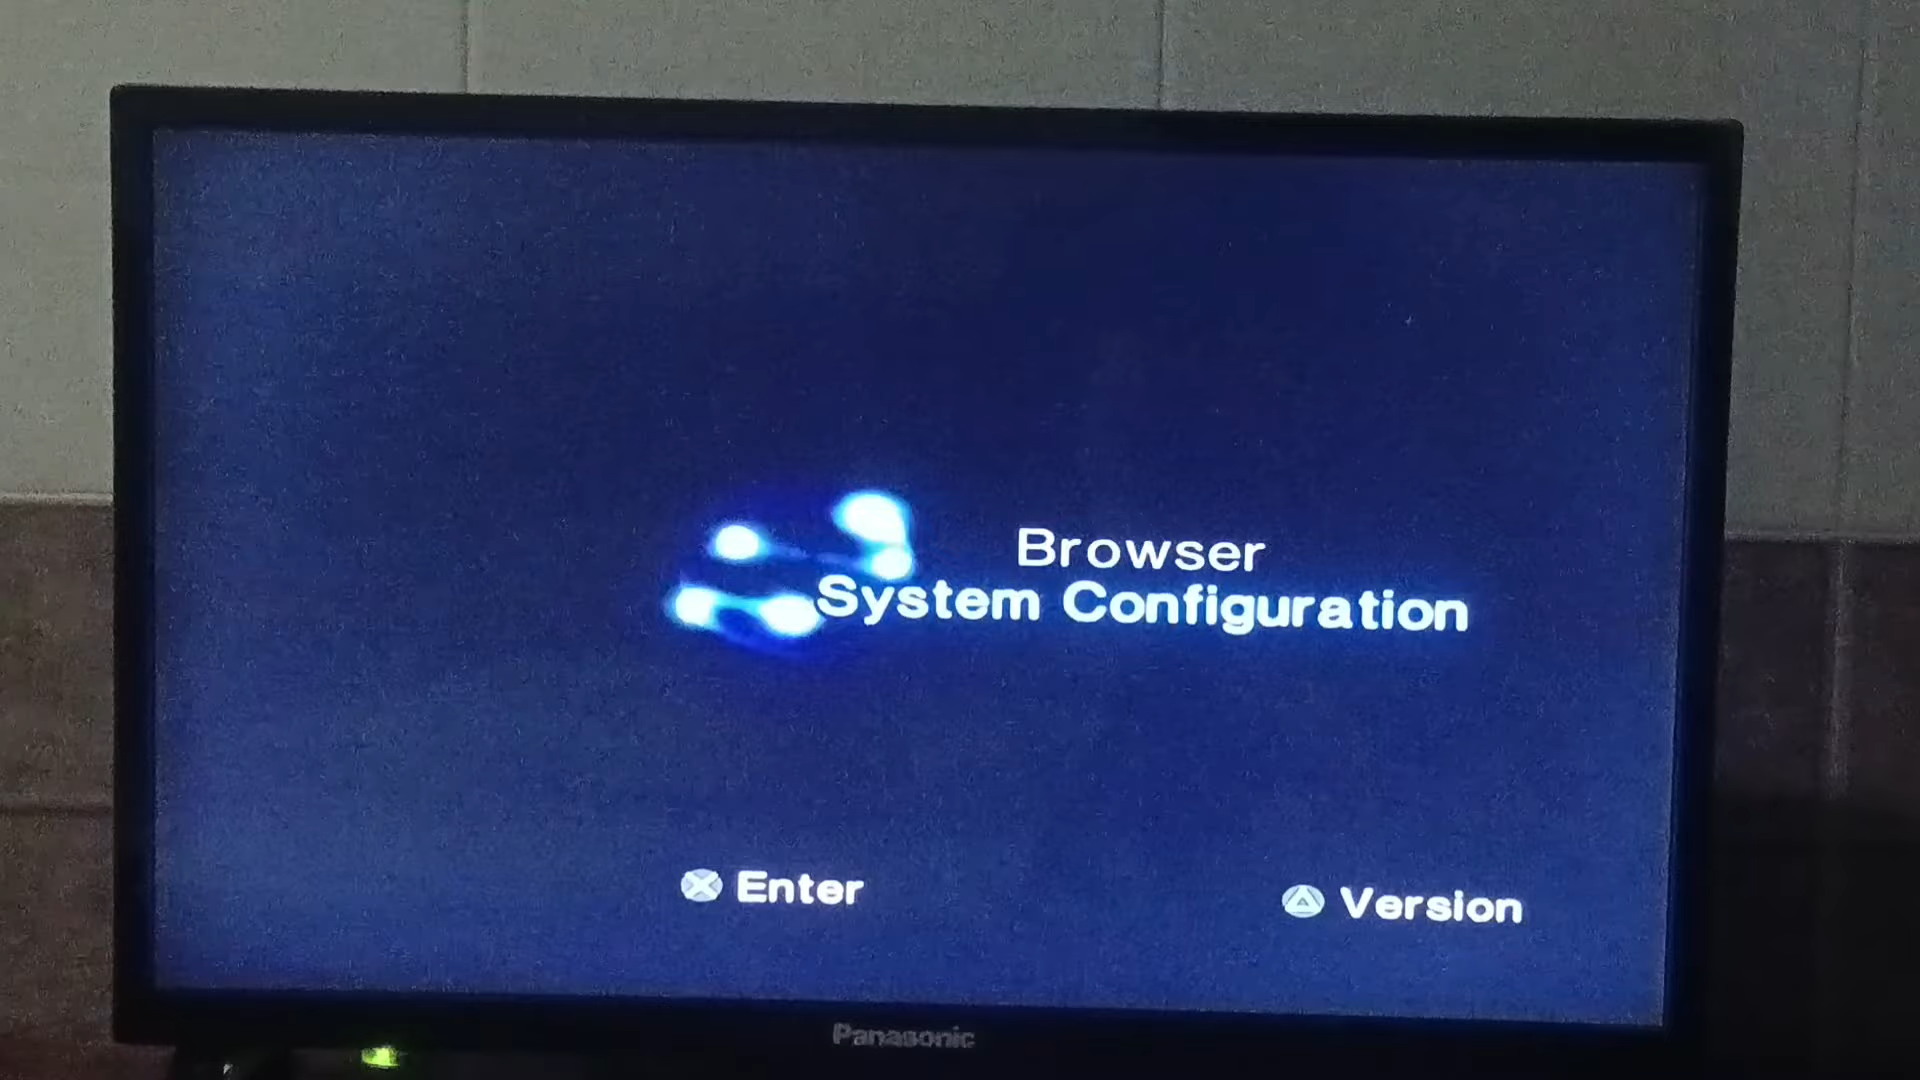 Browser
System Configuration
Enter
Version
Panasonic